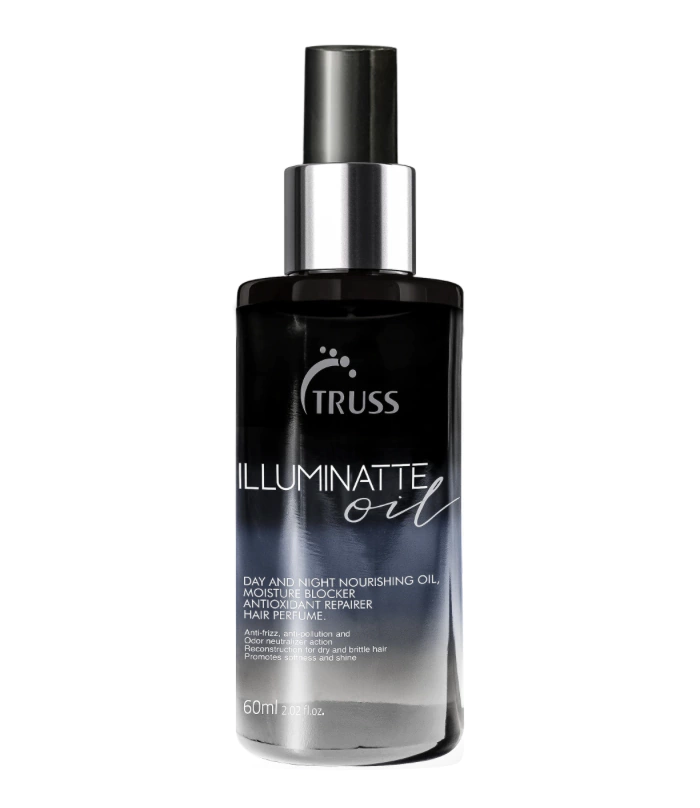 TRUSS
ILLUMINATTE
oil
DAY AND NIGHT NOURISHING OIL,
MOISTURE BLOCKER
ANTIOXIDANT REPAIRER
HAIR PERFUME.
Anti-frizz, anti-pollution and
Odor neutralizer action
Reconstruction for dry and brittle hair
Promotes softness and shine
60ml 2.02 fl.oz.